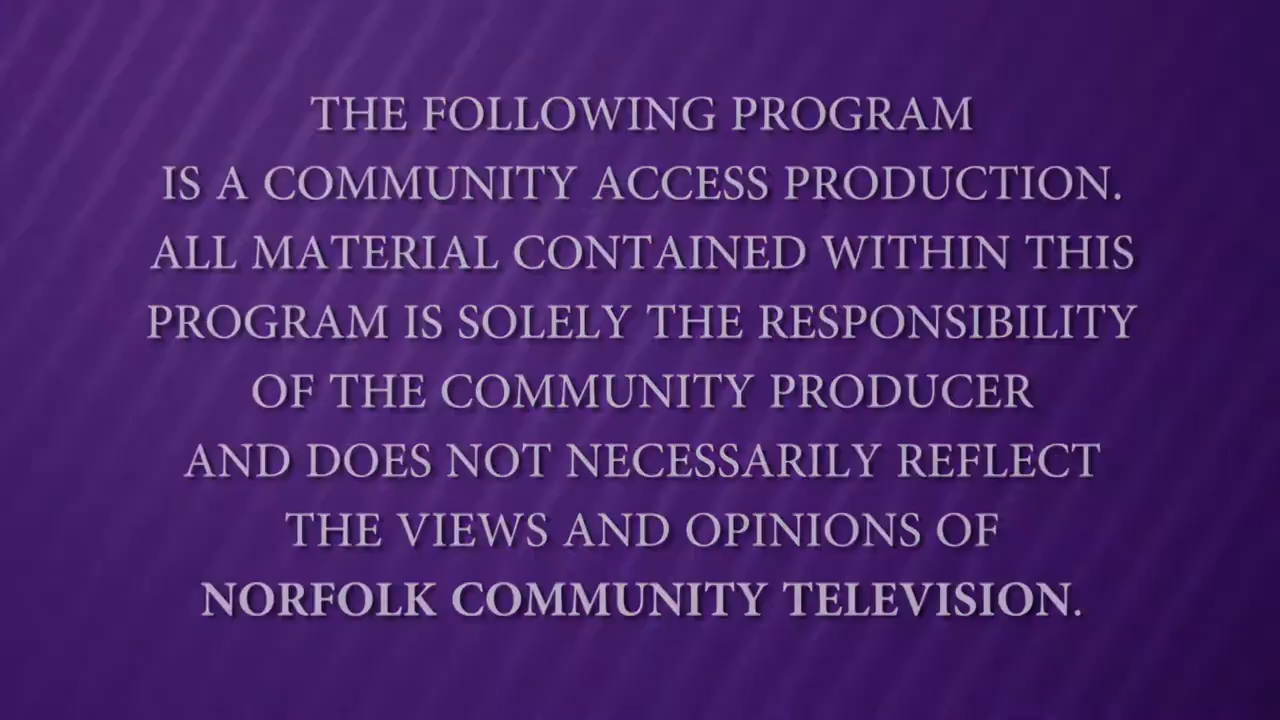 THE FOLLOWING PROGRAM
IS A COMMUNITY ACCESS PRODUCTION.
ALL MATERIAL CONTAINED WITHIN THIS
PROGRAM IS SOLELY THE RESPONSIBILITY
OF THE COMMUNITY PRODUCER
AND DOES NOT NECESSARILY REFLECT
THE VIEWS AND OPINIONS OF
NORFOLK COMMUNITY TELEVISION.